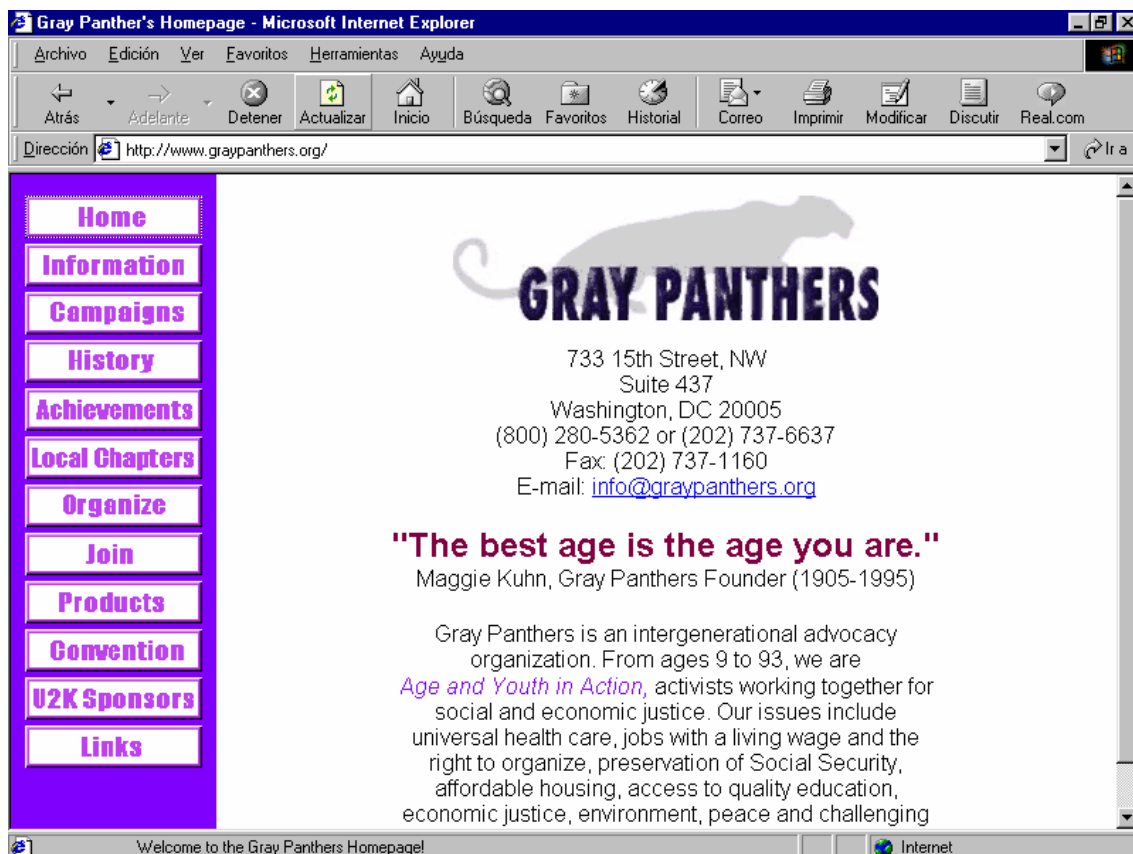 Gray Panther's Homepage - Microsoft Internet Explorer
Archivo Edición Ver Favoritos Herramientas Ayuda
Atrás Adelante Detener Actualizar Inicio Búsqueda Favoritos Historial Correo Imprimir Modificar Discutir Real.com
Dirección http://www.graypanthers.org/ Ir a
Home
Information
Campaigns
History
Achievements
Local Chapters
Organize
Join
Products
Convention
U2K Sponsors
Links
GRAY PANTHERS
733 15th Street, NW
Suite 437
Washington, DC 20005
(800) 280-5362 or (202) 737-6637
Fax: (202) 737-1160
E-mail: info@graypanthers.org
"The best age is the age you are."
Maggie Kuhn, Gray Panthers Founder (1905-1995)
Gray Panthers is an intergenerational advocacy
organization. From ages 9 to 93, we are
Age and Youth in Action, activists working together for
social and economic justice. Our issues include
universal health care, jobs with a living wage and the
right to organize, preservation of Social Security,
affordable housing, access to quality education,
economic justice, environment, peace and challenging
Welcome to the Gray Panthers Homepage! Internet